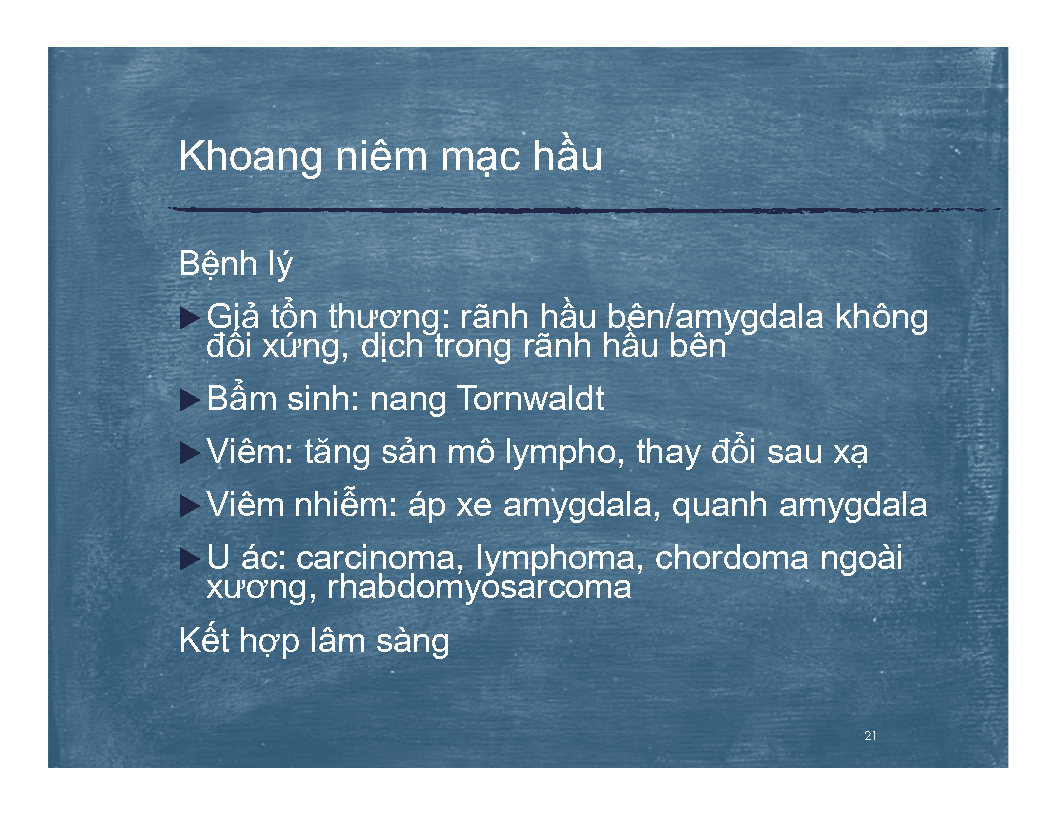 Khoang niêm mạc hầu
Bệnh lý
▶ Giả tổn thương: rãnh hầu bên/amygdala không
đối xứng, dịch trong rãnh hầu bên
▶ Bẩm sinh: nang Tornwaldt
▶ Viêm: tăng sản mô lympho, thay đổi sau xạ
▶ Viêm nhiễm: áp xe amygdala, quanh amygdala
▶ U ác: carcinoma, lymphoma, chordoma ngoài
xương, rhabdomyosarcoma
Kết hợp lâm sàng
21